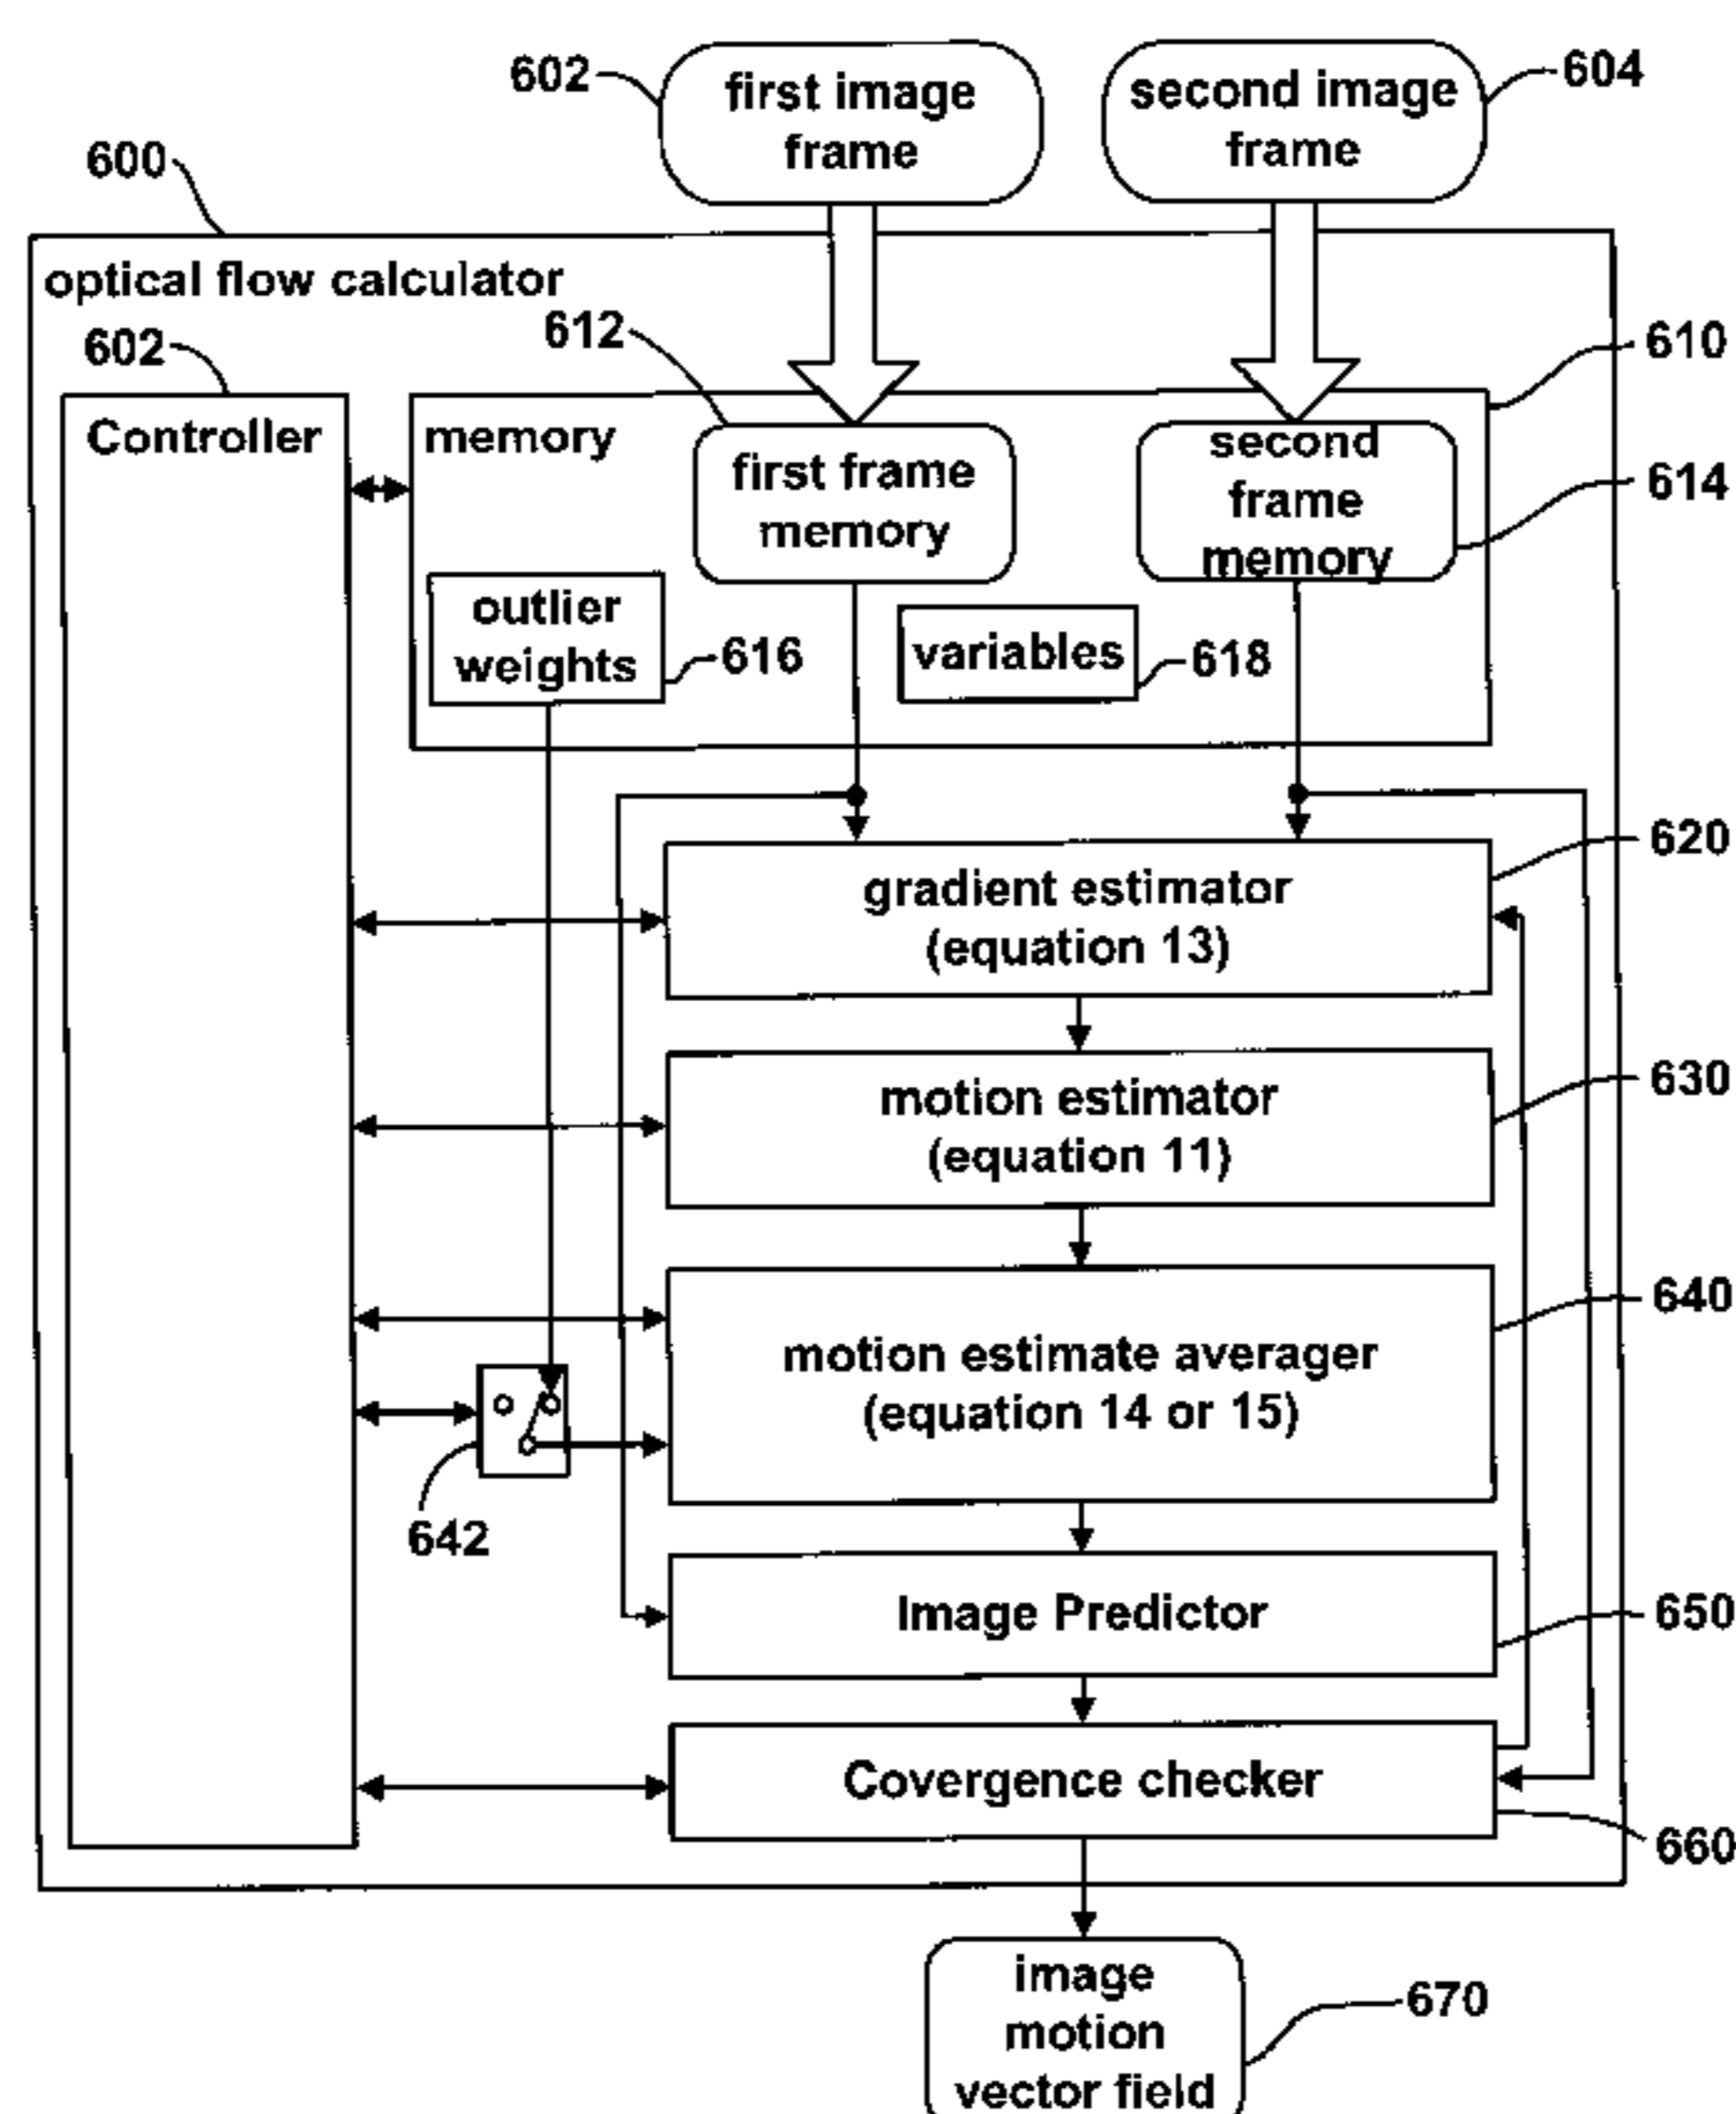 602
first image
frame
second image
frame
604
600
optical flow calculator
602
612
610
Controller
memory
first frame
memory
second
frame
memory
614
outlier
weights
616
variables
618
gradient estimator
(equation 13)
620
motion estimator
(equation 11)
630
motion estimate averager
(equation 14 or 15)
640
642
Image Predictor
650
Covergence checker
660
image
motion
vector field
670